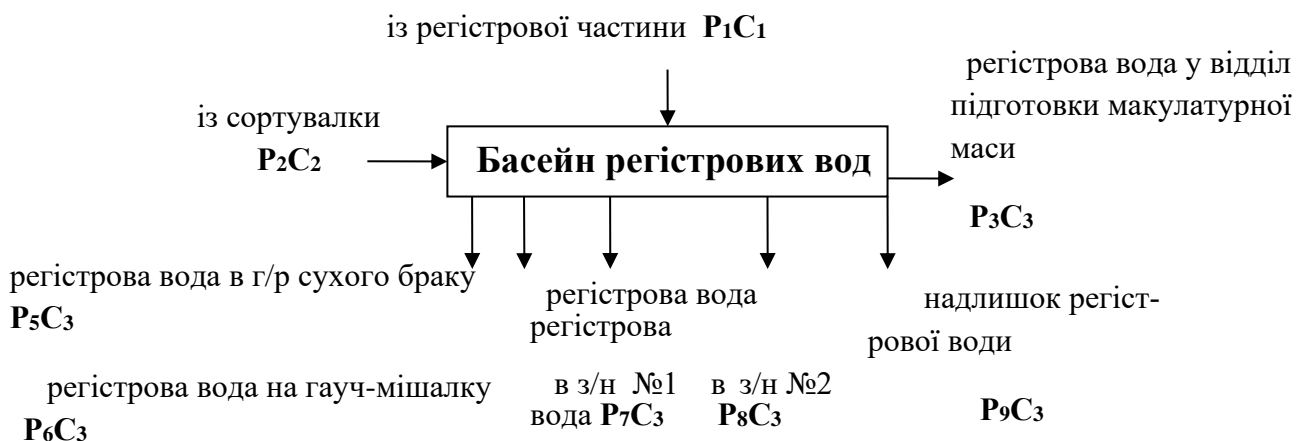 із регістрової частини P₁C₁
регістрова вода у відділ
підготовки макулатурної
маси
P₃C₃
із сортувалки
P₂C₂
Басейн регістрових вод
регістрова вода в г/р сухого браку
P₅C₃
регістрова вода на гауч-мішалку
P₆C₃
регістрова вода
регістрова
в з/н №1 в з/н №2
вода P₇C₃ P₈C₃
надлишок регіст-
рової води
P₉C₃